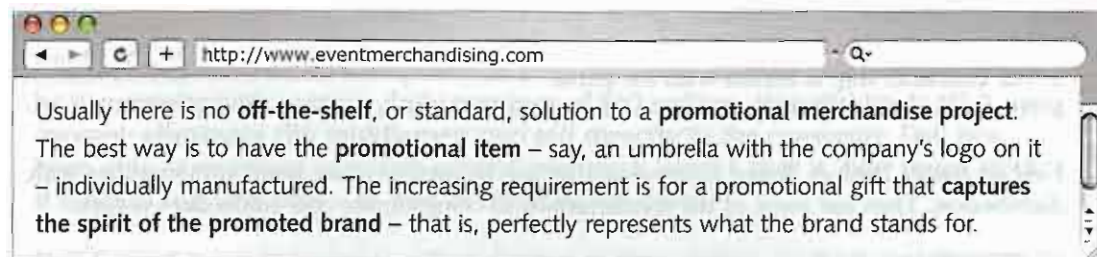 http://www.eventmerchandising.com
Usually there is no off-the-shelf, or standard, solution to a promotional merchandise project.
The best way is to have the promotional item – say, an umbrella with the company's logo on it
– individually manufactured. The increasing requirement is for a promotional gift that captures
the spirit of the promoted brand – that is, perfectly represents what the brand stands for.